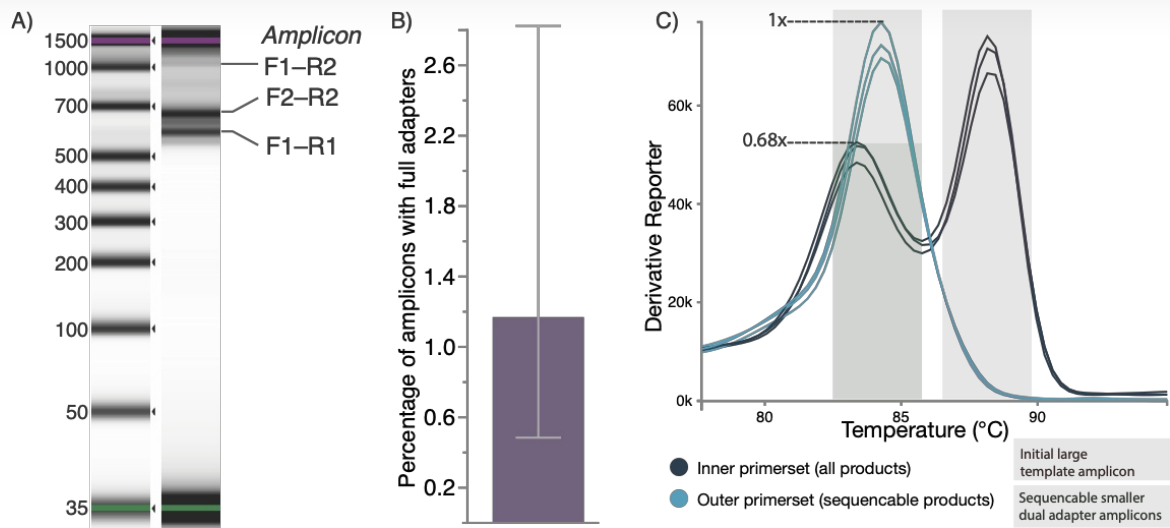 A)
1500
1000
700
500
400
300
200
100
50
35
Amplicon
F1–R2
F2–R2
F1–R1
B)
Percentage of amplicons with full adapters
2.6
2.2
1.8
1.4
1.0
0.6
0.2
C)
1x
0.68x
Derivative Reporter
60k
40k
20k
0k
80
85
90
Temperature (°C)
Inner primerset (all products)
Outer primerset (sequencable products)
Initial large
template amplicon
Sequencable smaller
dual adapter amplicons